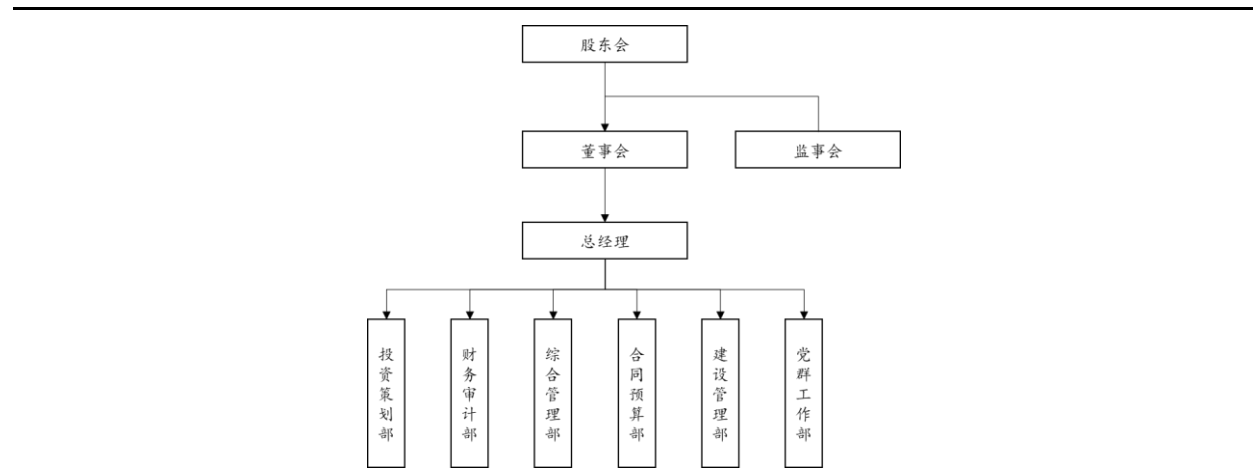 股东会
董事会
监事会
总经理
投资策划部
财务审计部
综合管理部
合同预算部
建设管理部
党群工作部